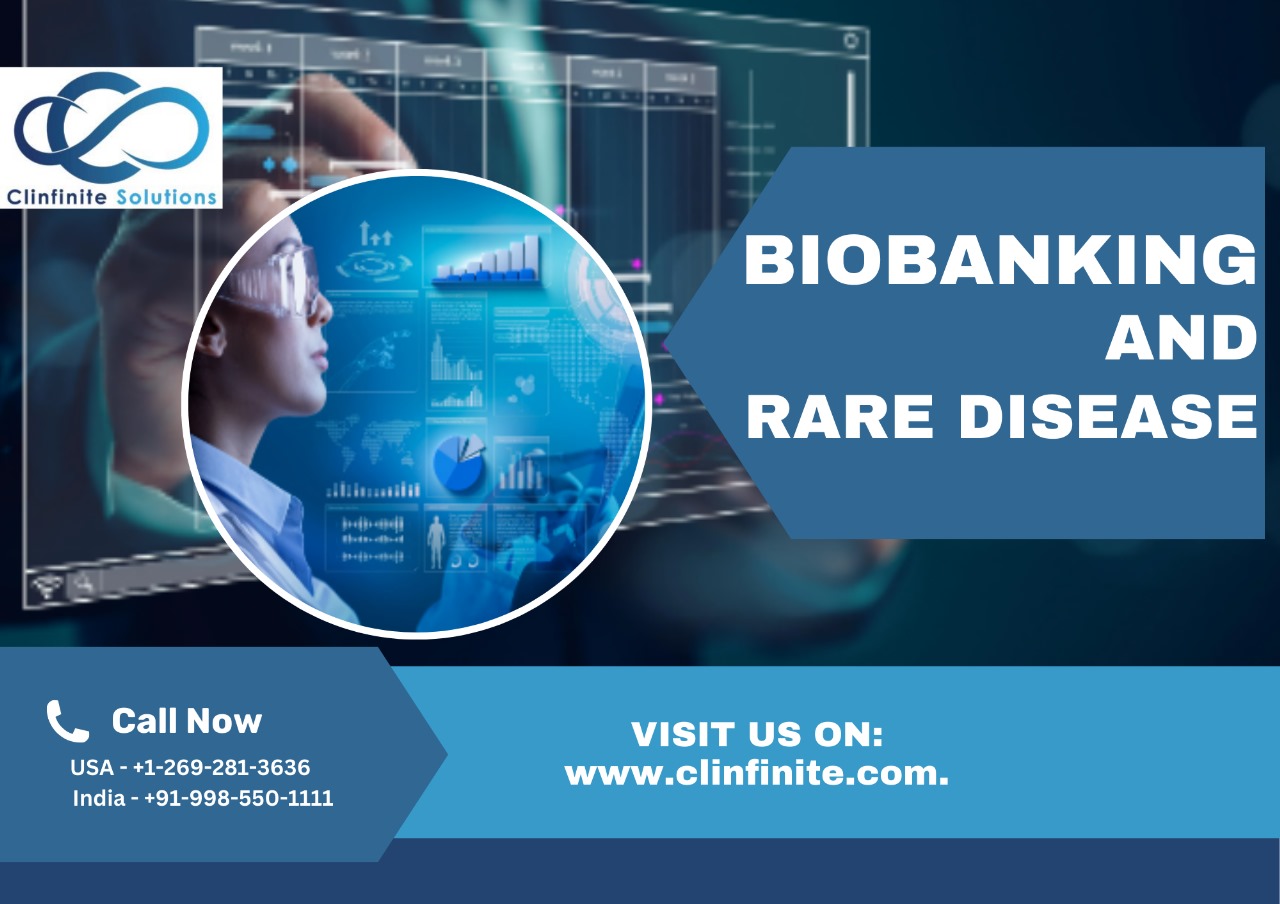 Clinfinite Solutions
BIOBANKING
AND
RARE DISEASE
Call Now
USA - +1-269-281-3636
India - +91-998-550-1111
VISIT US ON:
www.clinfinite.com.